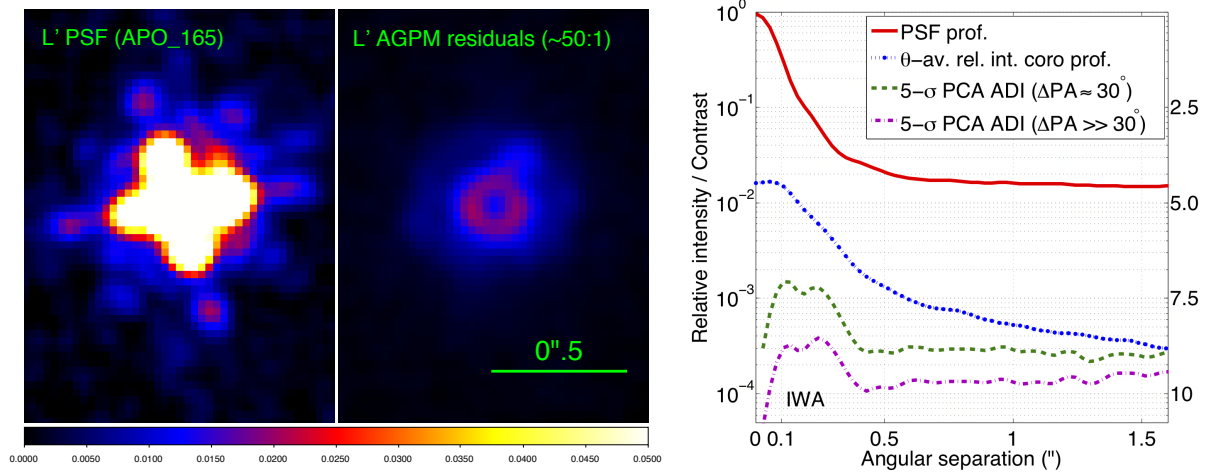 L' PSF (APO_165)
L' AGPM residuals (~50:1)
0".5
0.0000 0.0050 0.0100 0.0150 0.0200 0.0250 0.0300 0.0350 0.0400 0.0450 0.0500
Relative intensity / Contrast
10⁰
10⁻¹
10⁻²
10⁻³
10⁻⁴
PSF prof.
θ−av. rel. int. coro prof.
5−σ PCA ADI (ΔPA≈ 30°)
5−σ PCA ADI (ΔPA >> 30°)
2.5
5.0
7.5
10
IWA
0 0.1 0.5 1 1.5
Angular separation (")